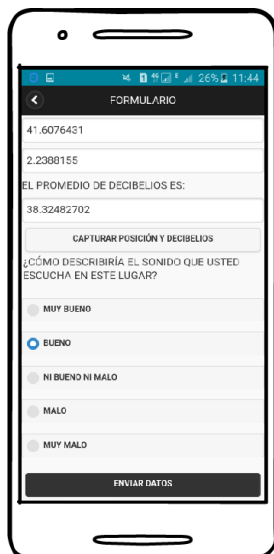 26% 11:44
FORMULARIO
41.6076431
2.2388155
EL PROMEDIO DE DECIBELIOS ES:
38.32482702
CAPTURAR POSICIÓN Y DECIBELIOS
¿CÓMO DESCRIBIRÍA EL SONIDO QUE USTED
ESCUCHA EN ESTE LUGAR?
MUY BUENO
BUENO
NI BUENO NI MALO
MALO
MUY MALO
ENVIAR DATOS